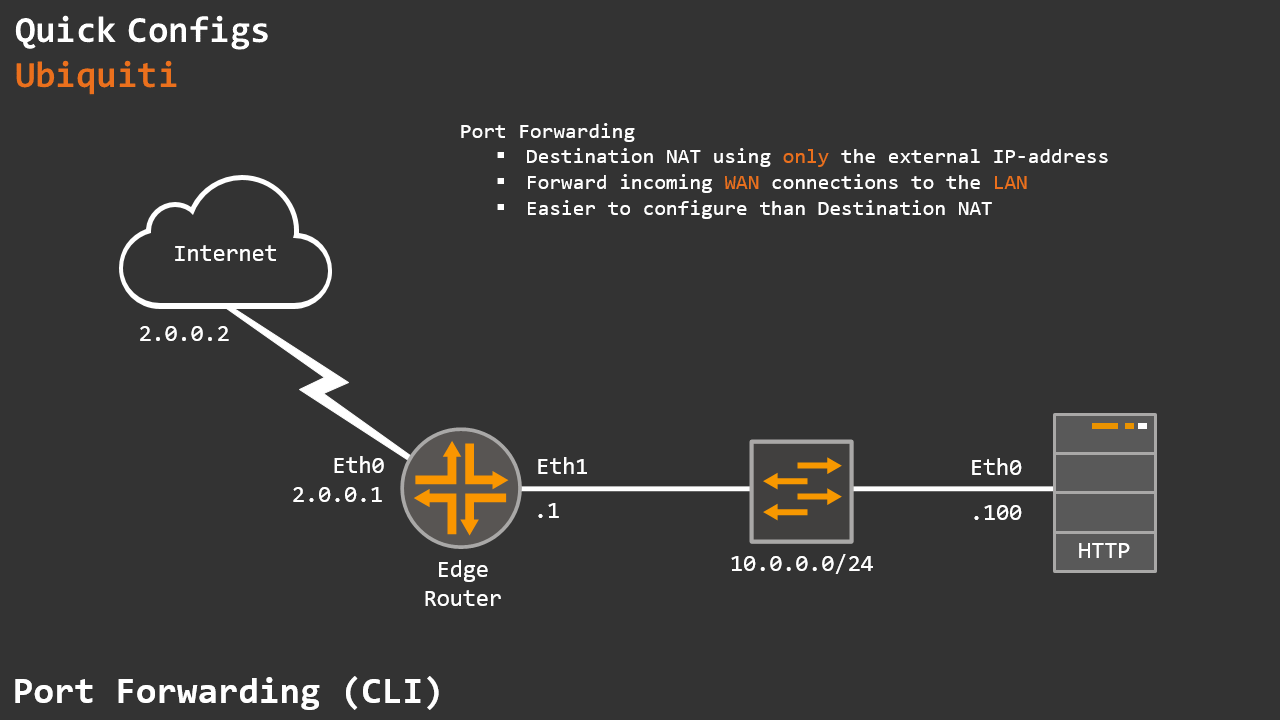 Quick Configs
Ubiquiti
Port Forwarding
▪ Destination NAT using only the external IP-address
▪ Forward incoming WAN connections to the LAN
▪ Easier to configure than Destination NAT
Internet
2.0.0.2
Eth0
2.0.0.1
Eth1
.1
Edge
Router
10.0.0.0/24
Eth0
.100
HTTP
Port Forwarding (CLI)